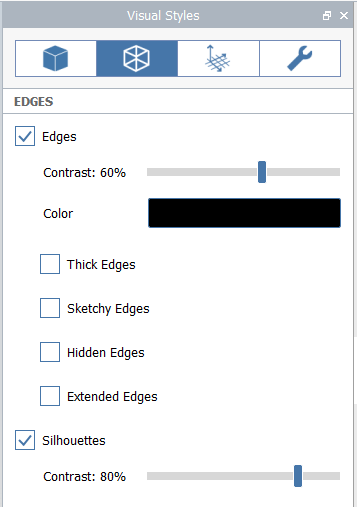 Visual Styles
EDGES
Edges
Contrast: 60%
Color
Thick Edges
Sketchy Edges
Hidden Edges
Extended Edges
Silhouettes
Contrast: 80%